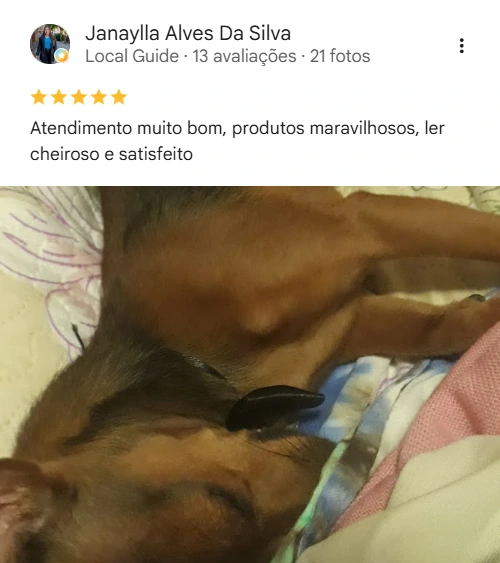 Janaylla Alves Da Silva
Local Guide · 13 avaliações · 21 fotos
Atendimento muito bom, produtos maravilhosos, ler
cheiroso e satisfeito